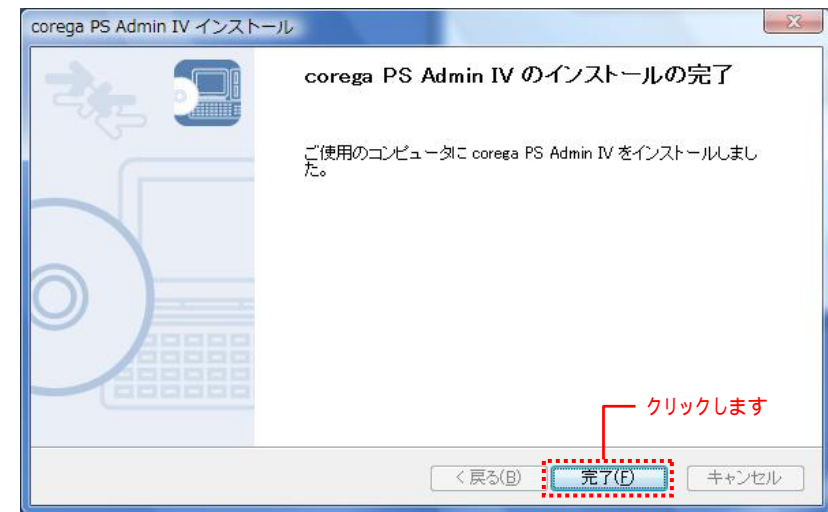 corega PS Admin IV インストール
corega PS Admin IV のインストールの完了
ご使用のコンピュータに corega PS Admin IV をインストールしまし
た。
クリックします
< 戻る(B)
完了(F)
キャンセル